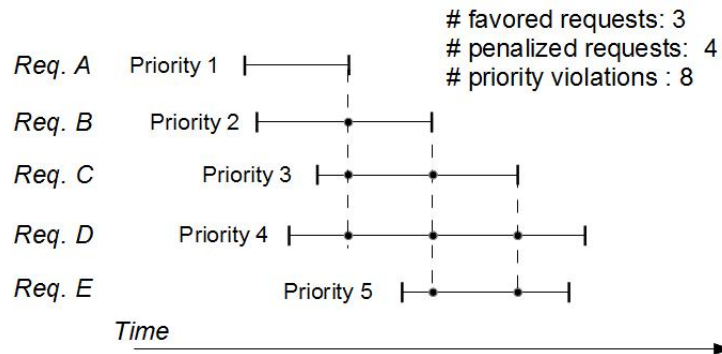 # favored requests: 3
# penalized requests: 4
# priority violations : 8
Req. A Priority 1
Req. B Priority 2
Req. C Priority 3
Req. D Priority 4
Req. E Priority 5
Time